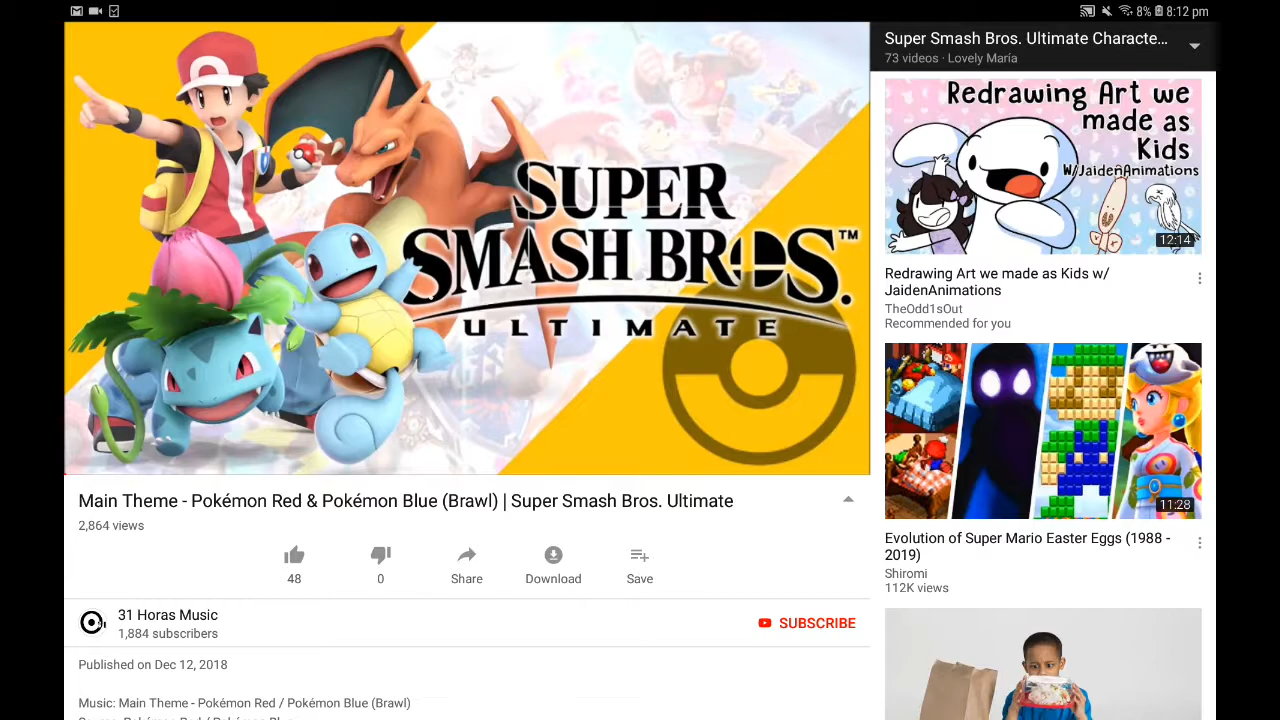 8% 8:12 pm
SUPER
SMASH BROS.™
ULTIMATE
Main Theme - Pokémon Red & Pokémon Blue (Brawl) | Super Smash Bros. Ultimate
2,864 views
48
0
Share
Download
Save
31 Horas Music
1,884 subscribers
SUBSCRIBE
Published on Dec 12, 2018
Music: Main Theme - Pokémon Red / Pokémon Blue (Brawl)
Super Smash Bros. Ultimate Characte...
73 videos · Lovely María
Redrawing Art we
made as
Kids
W/JaidenAnimations
12:14
Redrawing Art we made as Kids w/
JaidenAnimations
TheOdd1sOut
Recommended for you
11:28
Evolution of Super Mario Easter Eggs (1988 -
2019)
Shiromi
112K views